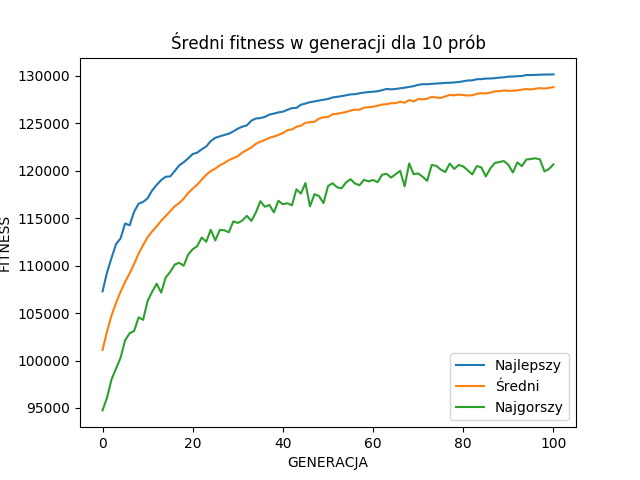 Średni fitness w generacji dla 10 prób
130000
125000
120000
115000
110000
105000
100000
95000
FITNESS
0 20 40 60 80 100
GENERACJA
Najlepszy
Średni
Najgorszy